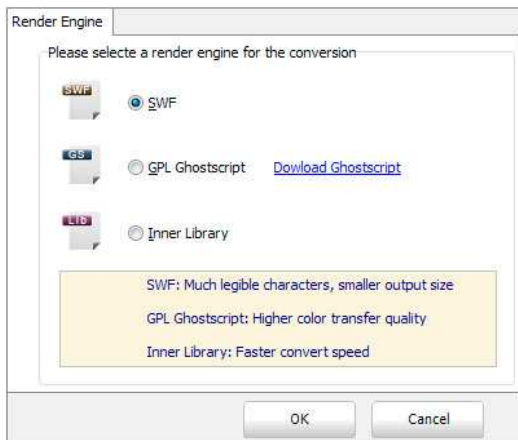 Render Engine
Please selecte a render engine for the conversion
SWF
SWF
GS
GPL Ghostscript Dowload Ghostscript
Lib
Inner Library
SWF: Much legible characters, smaller output size
GPL Ghostscript: Higher color transfer quality
Inner Library: Faster convert speed
OK Cancel